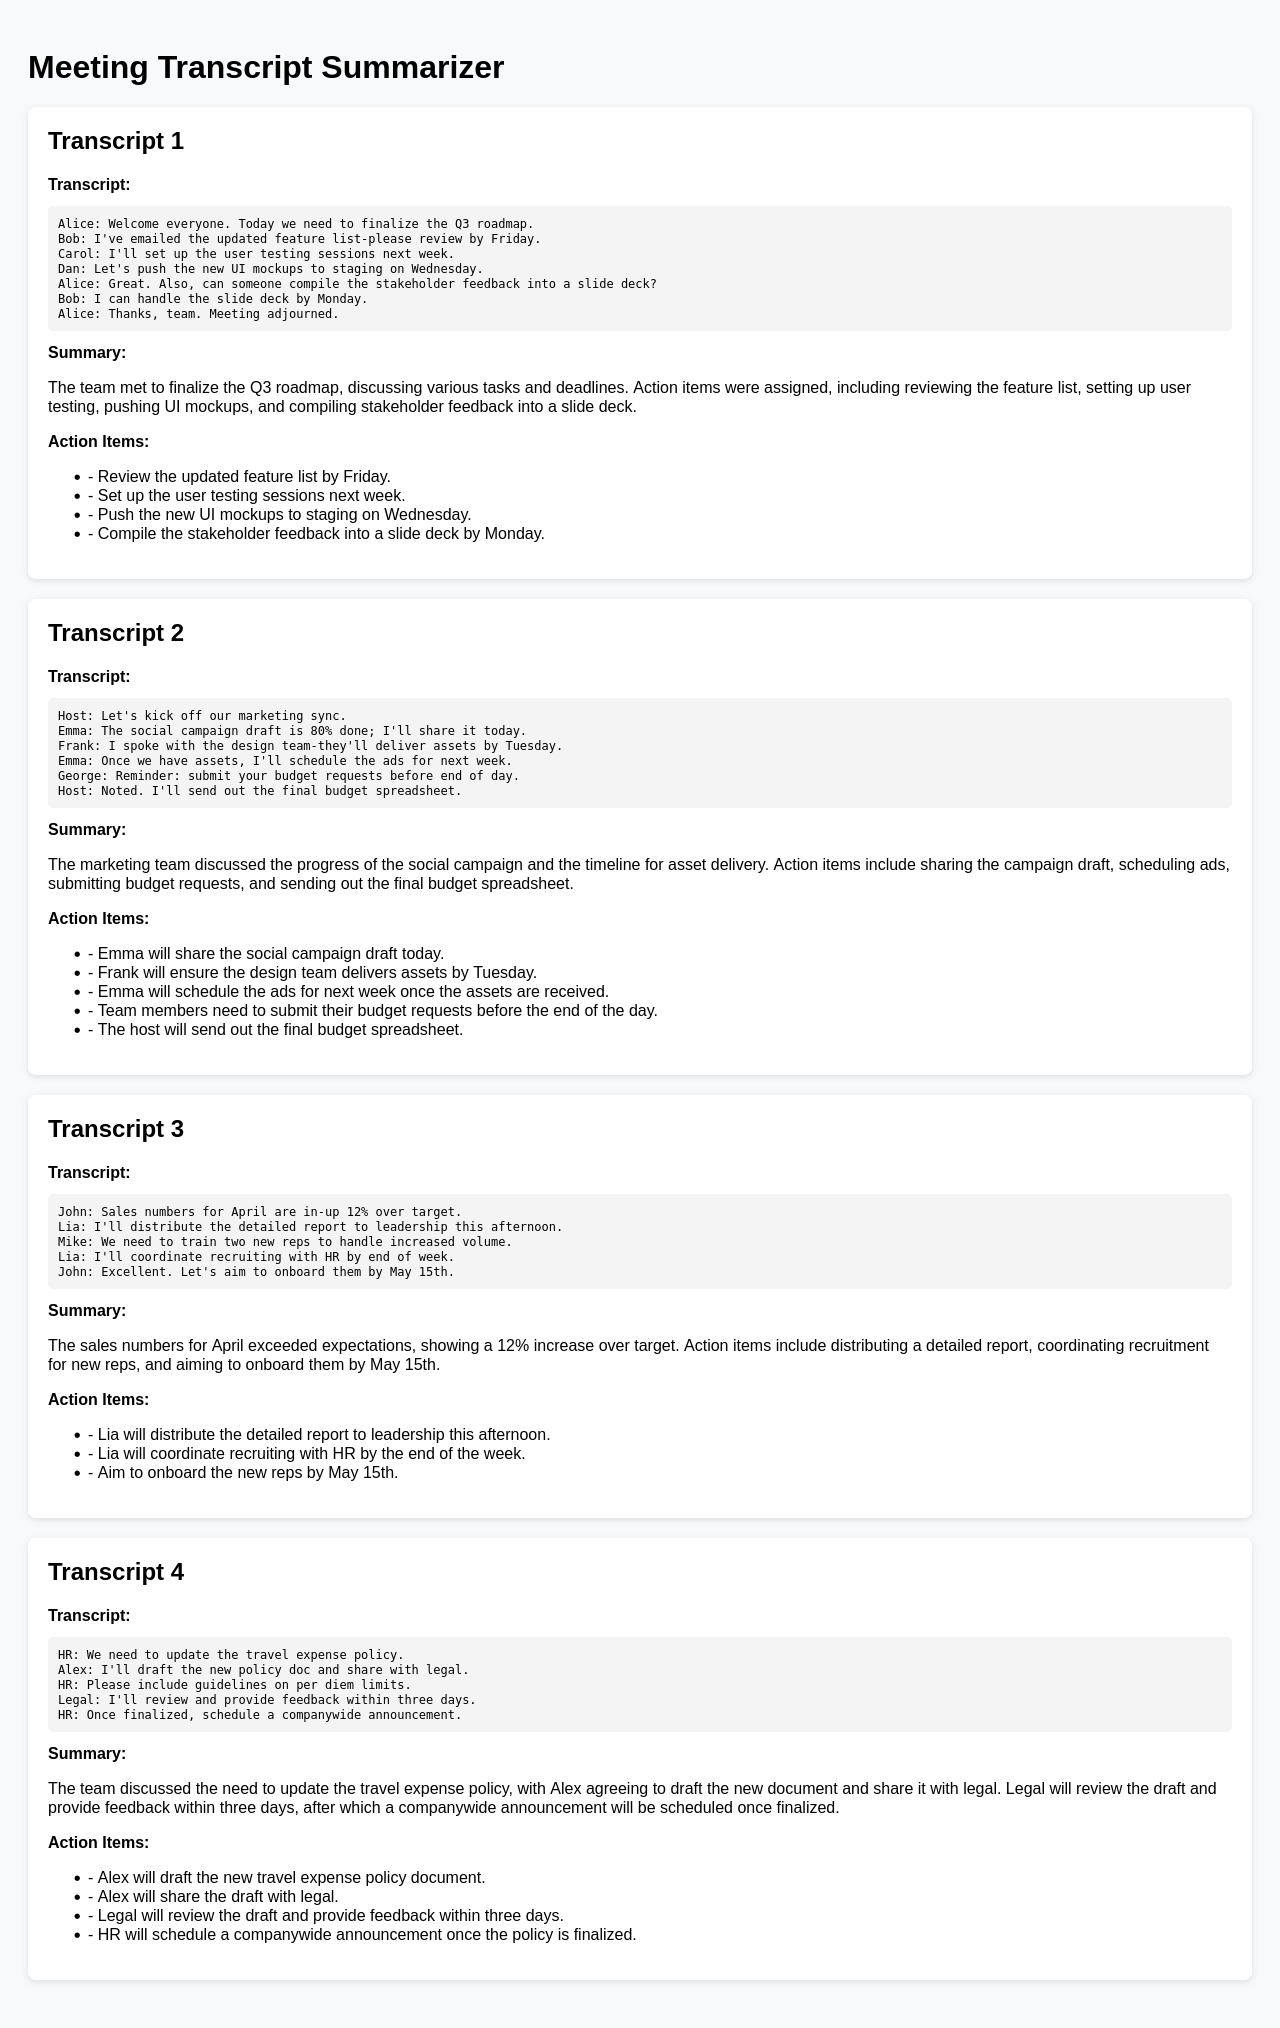 Meeting Transcript Summarizer
Transcript 1
Transcript:
Alice: Welcome everyone. Today we need to finalize the Q3 roadmap.
Bob: I've emailed the updated feature list-please review by Friday.
Carol: I'll set up the user testing sessions next week.
Dan: Let's push the new UI mockups to staging on Wednesday.
Alice: Great. Also, can someone compile the stakeholder feedback into a slide deck?
Bob: I can handle the slide deck by Monday.
Alice: Thanks, team. Meeting adjourned.
Summary:
The team met to finalize the Q3 roadmap, discussing various tasks and deadlines. Action items were assigned, including reviewing the feature list, setting up user
testing, pushing UI mockups, and compiling stakeholder feedback into a slide deck.
Action Items:
• - Review the updated feature list by Friday.
• - Set up the user testing sessions next week.
• - Push the new UI mockups to staging on Wednesday.
• - Compile the stakeholder feedback into a slide deck by Monday.
Transcript 2
Transcript:
Host: Let's kick off our marketing sync.
Emma: The social campaign draft is 80% done; I'll share it today.
Frank: I spoke with the design team-they'll deliver assets by Tuesday.
Emma: Once we have assets, I'll schedule the ads for next week.
George: Reminder: submit your budget requests before end of day.
Host: Noted. I'll send out the final budget spreadsheet.
Summary:
The marketing team discussed the progress of the social campaign and the timeline for asset delivery. Action items include sharing the campaign draft, scheduling ads,
submitting budget requests, and sending out the final budget spreadsheet.
Action Items:
• - Emma will share the social campaign draft today.
• - Frank will ensure the design team delivers assets by Tuesday.
• - Emma will schedule the ads for next week once the assets are received.
• - Team members need to submit their budget requests before the end of the day.
• - The host will send out the final budget spreadsheet.
Transcript 3
Transcript:
John: Sales numbers for April are in-up 12% over target.
Lia: I'll distribute the detailed report to leadership this afternoon.
Mike: We need to train two new reps to handle increased volume.
Lia: I'll coordinate recruiting with HR by end of week.
John: Excellent. Let's aim to onboard them by May 15th.
Summary:
The sales numbers for April exceeded expectations, showing a 12% increase over target. Action items include distributing a detailed report, coordinating recruitment
for new reps, and aiming to onboard them by May 15th.
Action Items:
• - Lia will distribute the detailed report to leadership this afternoon.
• - Lia will coordinate recruiting with HR by the end of the week.
• - Aim to onboard the new reps by May 15th.
Transcript 4
Transcript:
HR: We need to update the travel expense policy.
Alex: I'll draft the new policy doc and share with legal.
HR: Please include guidelines on per diem limits.
Legal: I'll review and provide feedback within three days.
HR: Once finalized, schedule a companywide announcement.
Summary:
The team discussed the need to update the travel expense policy, with Alex agreeing to draft the new document and share it with legal. Legal will review the draft and
provide feedback within three days, after which a companywide announcement will be scheduled once finalized.
Action Items:
• - Alex will draft the new travel expense policy document.
• - Alex will share the draft with legal.
• - Legal will review the draft and provide feedback within three days.
• - HR will schedule a companywide announcement once the policy is finalized.